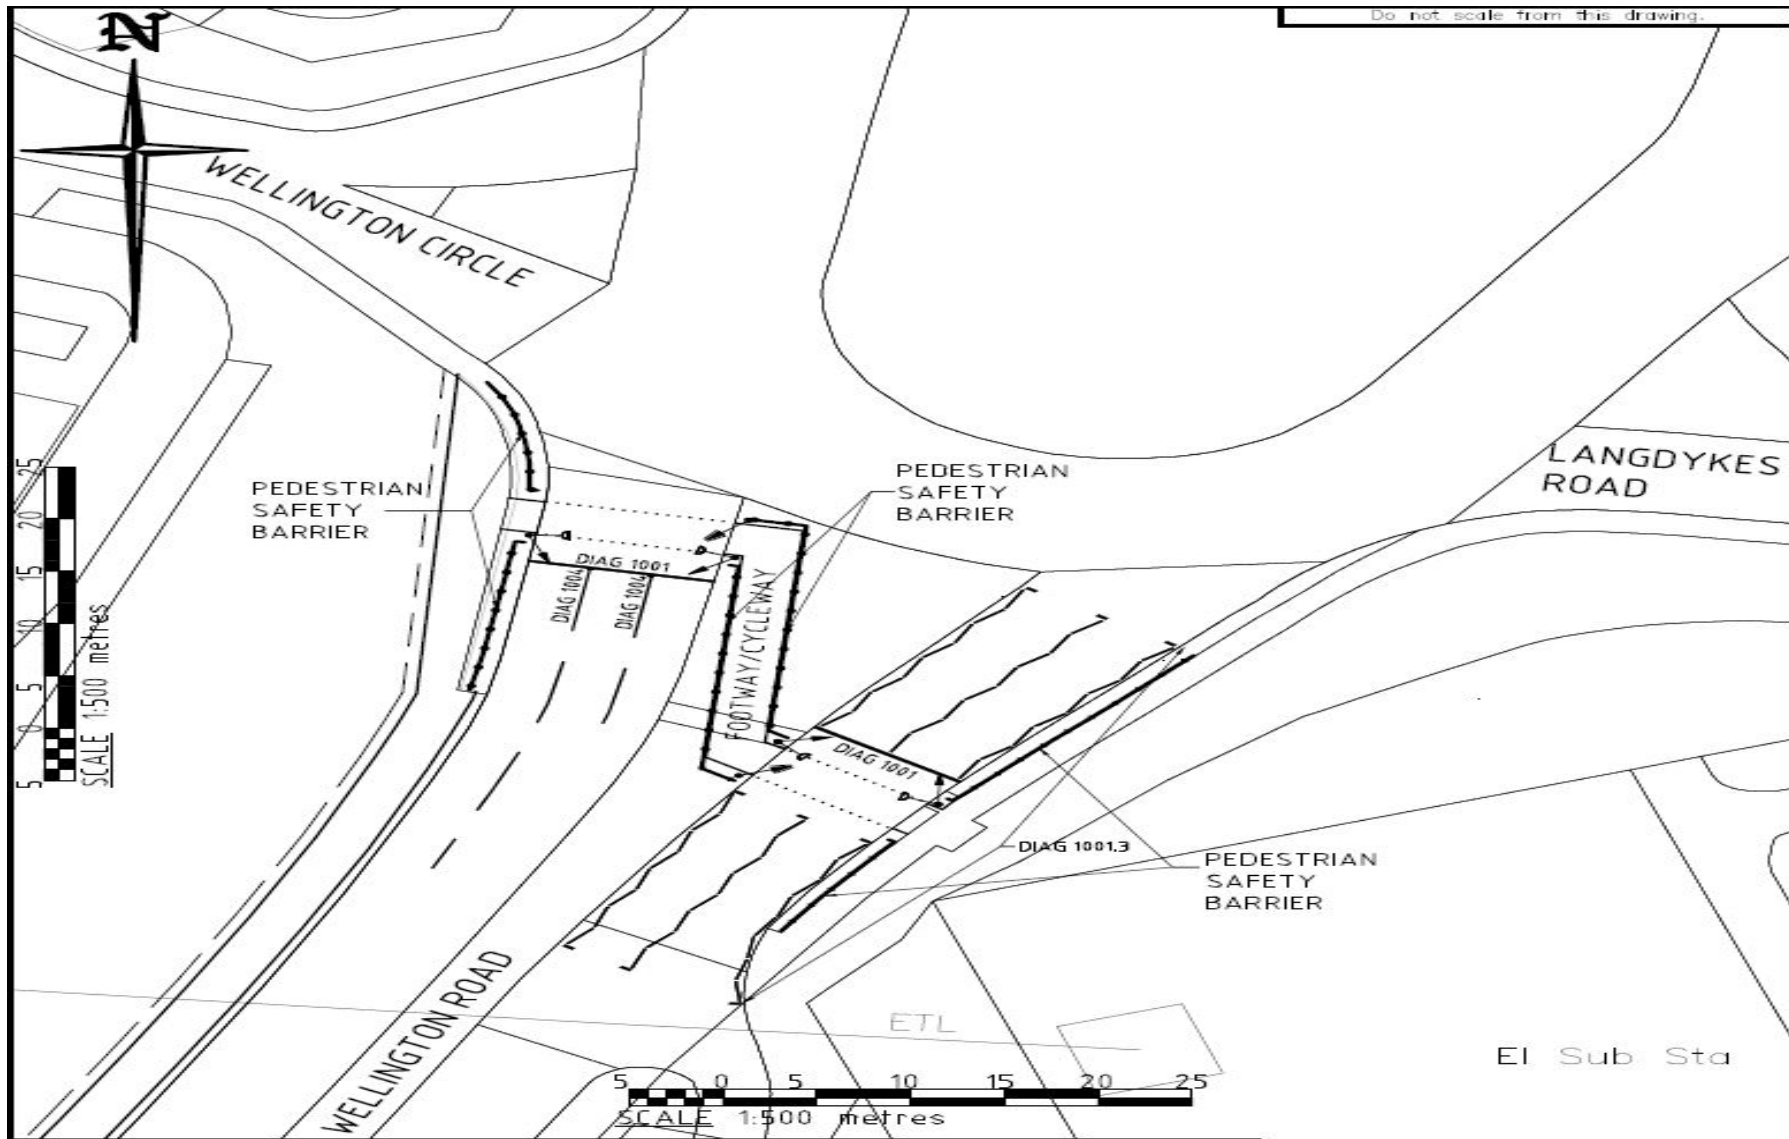 Do not scale from this drawing.
N
WELLINGTON CIRCLE
LANGDYKES
ROAD
PEDESTRIAN
SAFETY
BARRIER
PEDESTRIAN
SAFETY
BARRIER
DIAG 1001
DIAG 1004
DIAG 1004
FOOTWAY/CYCLEWAY
DIAG 1001
DIAG 1001.3
PEDESTRIAN
SAFETY
BARRIER
25
20
15
10
5
0
5
SCALE 1:500 metres
WELLINGTON ROAD
ETL
El Sub Sta
5 0 5 10 15 20 25
SCALE 1:500 metres